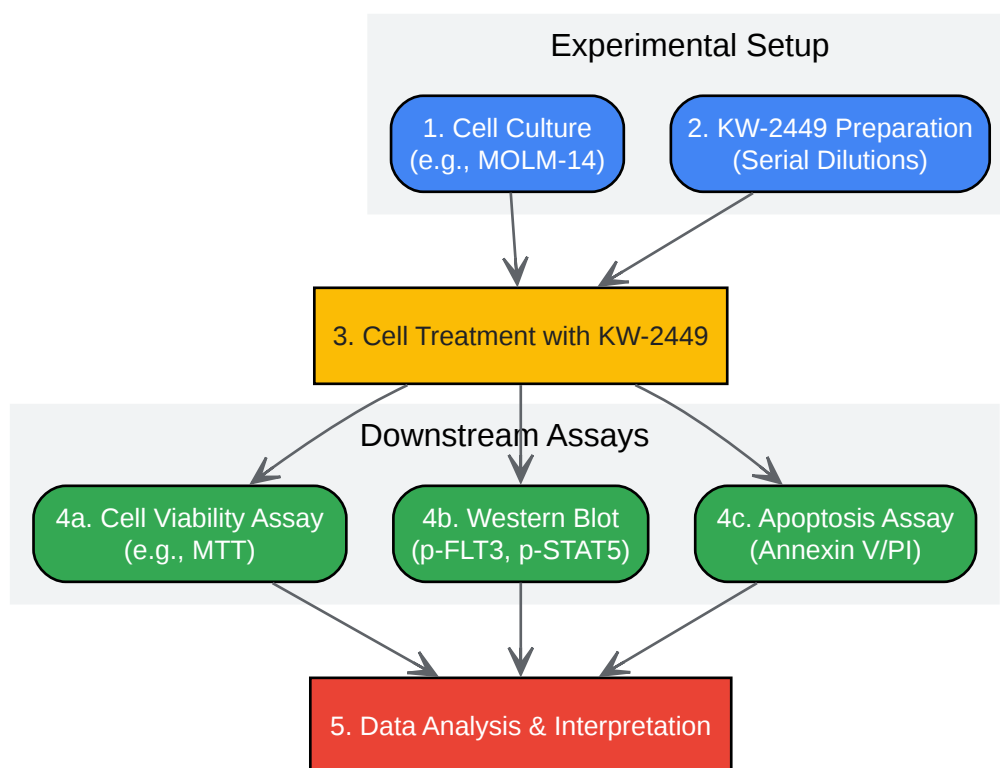 Experimental Setup
1. Cell Culture
(e.g., MOLM-14)
2. KW-2449 Preparation
(Serial Dilutions)
3. Cell Treatment with KW-2449
Downstream Assays
4a. Cell Viability Assay
(e.g., MTT)
4b. Western Blot
(p-FLT3, p-STAT5)
4c. Apoptosis Assay
(Annexin V/PI)
5. Data Analysis & Interpretation